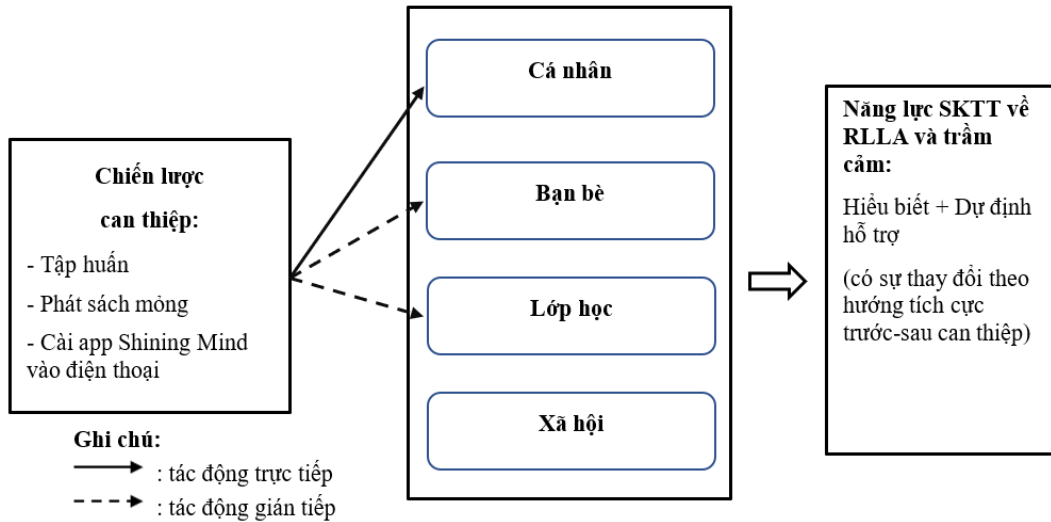 Chiến lược
can thiệp:
- Tập huấn
- Phát sách mỏng
- Cài app Shining Mind
vào điện thoại
Cá nhân
Bạn bè
Lớp học
Xã hội
Năng lực SKTT về
RLLA và trầm
cảm:
Hiểu biết + Dự định
hỗ trợ
(có sự thay đổi theo
hướng tích cực
trước-sau can thiệp)
Ghi chú:
: tác động trực tiếp
: tác động gián tiếp